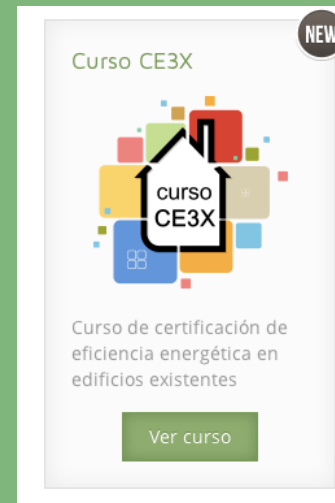 NEW
Curso CE3X
curso
CE3X
Curso de certificación de
eficiencia energética en
edificios existentes
Ver curso